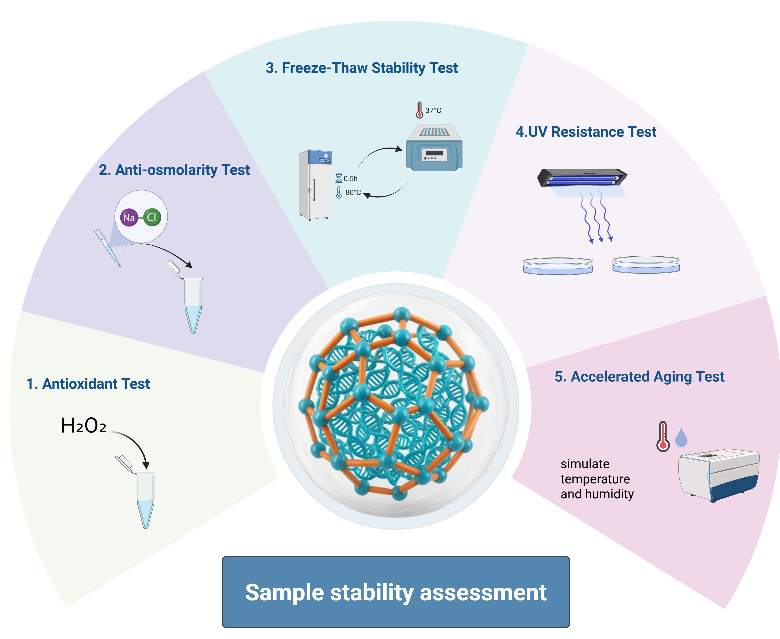 3. Freeze-Thaw Stability Test
37°C
0.5h
-80°C
4.UV Resistance Test
2. Anti-osmolarity Test
Na
Cl
1. Antioxidant Test
H₂O₂
5. Accelerated Aging Test
simulate
temperature
and humidity
Sample stability assessment